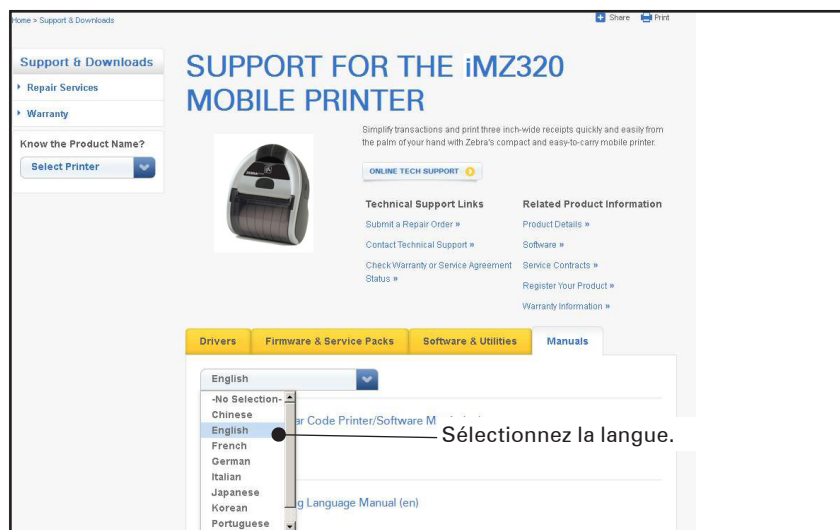 Home > Support & Downloads
Share Print
Support & Downloads
Repair Services
Warranty
Know the Product Name?
Select Printer
SUPPORT FOR THE iMZ320
MOBILE PRINTER
Simplify transactions and print three inch-wide receipts quickly and easily from
the palm of your hand with Zebra's compact and easy-to-carry mobile printer.
ONLINE TECH SUPPORT
Technical Support Links
Submit a Repair Order »
Contact Technical Support »
Check Warranty or Service Agreement
Status »
Related Product Information
Product Details »
Software »
Service Contracts »
Register Your Product »
Warranty Information »
Drivers
Firmware & Service Packs
Software & Utilities
Manuals
English
-No Selection-
Chinese
English
French
German
Italian
Japanese
Korean
Portuguese
Code Printer/Software
Sélectionnez la langue.
Language Manual (en)